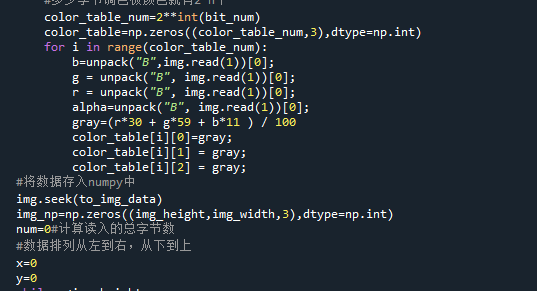 color_table_num=2**int(bit_num)
color_table=np.zeros((color_table_num,3),dtype=np.int)
for i in range(color_table_num):
b=unpack("B",img.read(1))[0];
g = unpack("B", img.read(1))[0];
r = unpack("B", img.read(1))[0];
alpha=unpack("B", img.read(1))[0];
gray=(r*30 + g*59 + b*11 ) / 100
color_table[i][0]=gray;
color_table[i][1] = gray;
color_table[i][2] = gray;
#将数据存入numpy中
img.seek(to_img_data)
img_np=np.zeros((img_height,img_width,3),dtype=np.int)
num=0#计算读入的总字节数
#数据排列从左到右，从下到上
x=0
y=0